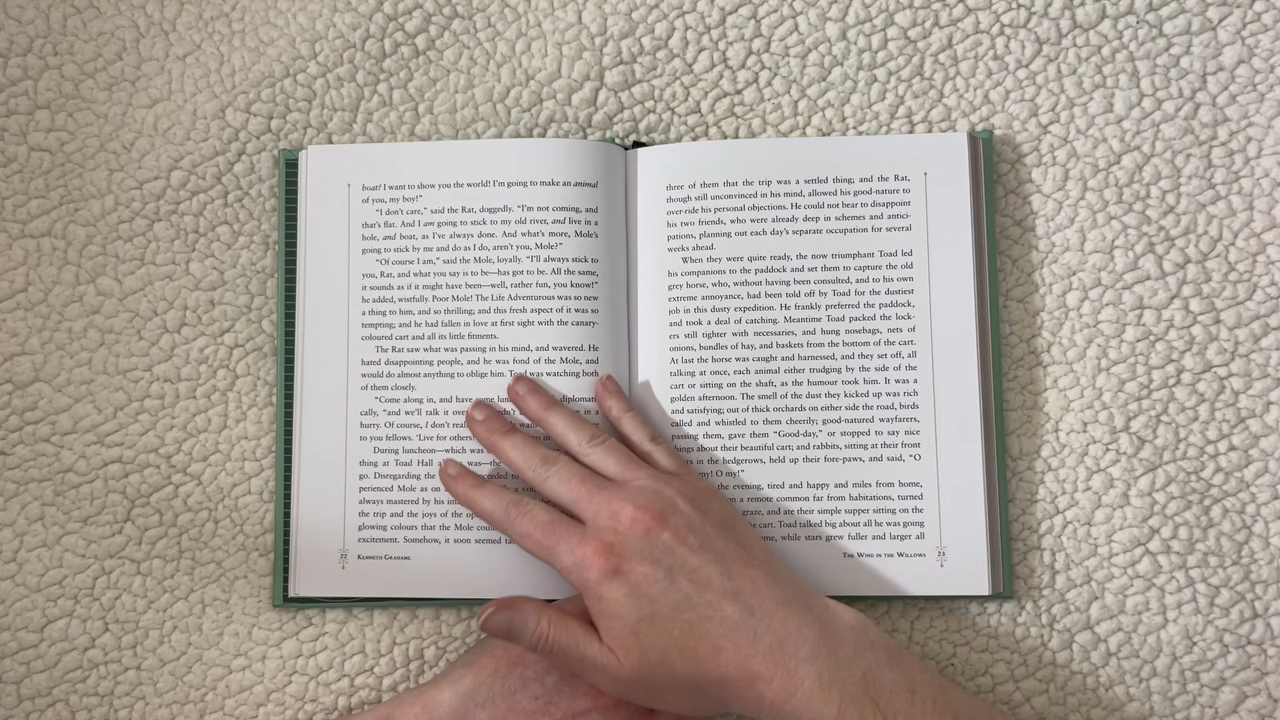 boat? I want to show you the world! I'm going to make an animal
of you, my boy!"
"I don't care," said the Rat, doggedly. "I'm not coming, and
that's flat. And I am going to stick to my old river, and live in a
hole, and boat, as I've always done. And what's more, Mole's
going to stick by me and do as I do, aren't you, Mole?"
"Of course I am," said the Mole, loyally. "I'll always stick to
you, Rat, and what you say is to be—has got to be. All the same,
it sounds as if it might have been—well, rather fun, you know!"
he added, wistfully. Poor Mole! The Life Adventurous was so new
a thing to him, and so thrilling; and this fresh aspect of it was so
tempting; and he had fallen in love at first sight with the canary-
coloured cart and all its little fitments.
The Rat saw what was passing in his mind, and wavered. He
hated disappointing people, and he was fond of the Mole, and
would do almost anything to oblige him. Toad was watching both
of them closely.
"Come along in, and have some diplomati
cally, "and we'll talk it in a
hurry. Of course, I don't
to you fellows. 'Live for others!
During luncheon—which was
thing at Toad Hall was—the
go. Disregarding the
perienced Mole as on
always mastered by his
the trip and the joys of the
glowing colours that the Mole
excitement. Somehow, it soon seemed
22 Kenneth Grahame
three of them that the trip was a settled thing; and the Rat,
though still unconvinced in his mind, allowed his good-nature to
over-ride his personal objections. He could not bear to disappoint
his two friends, who were already deep in schemes and antici-
pations, planning out each day's separate occupation for several
weeks ahead.
When they were quite ready, the now triumphant Toad led
his companions to the paddock and set them to capture the old
grey horse, who, without having been consulted, and to his own
extreme annoyance, had been told off by Toad for the dustiest
job in this dusty expedition. He frankly preferred the paddock,
and took a deal of catching. Meantime Toad packed the lock-
ers still tighter with necessaries, and hung nosebags, nets of
onions, bundles of hay, and baskets from the bottom of the cart.
At last the horse was caught and harnessed, and they set off, all
talking at once, each animal either trudging by the side of the
cart or sitting on the shaft, as the humour took him. It was a
golden afternoon. The smell of the dust they kicked up was rich
and satisfying; out of thick orchards on either side the road, birds
called and whistled to them cheerily; good-natured wayfarers,
passing them, gave them "Good-day," or stopped to say nice
things about their beautiful cart; and rabbits, sitting at their front
in the hedgerows, held up their fore-paws, and said, "O
my! O my!"
the evening, tired and happy and miles from home,
on a remote common far from habitations, turned
graze, and ate their simple supper sitting on the
cart. Toad talked big about all he was going
while stars grew fuller and larger all
The Wind in the Willows 23